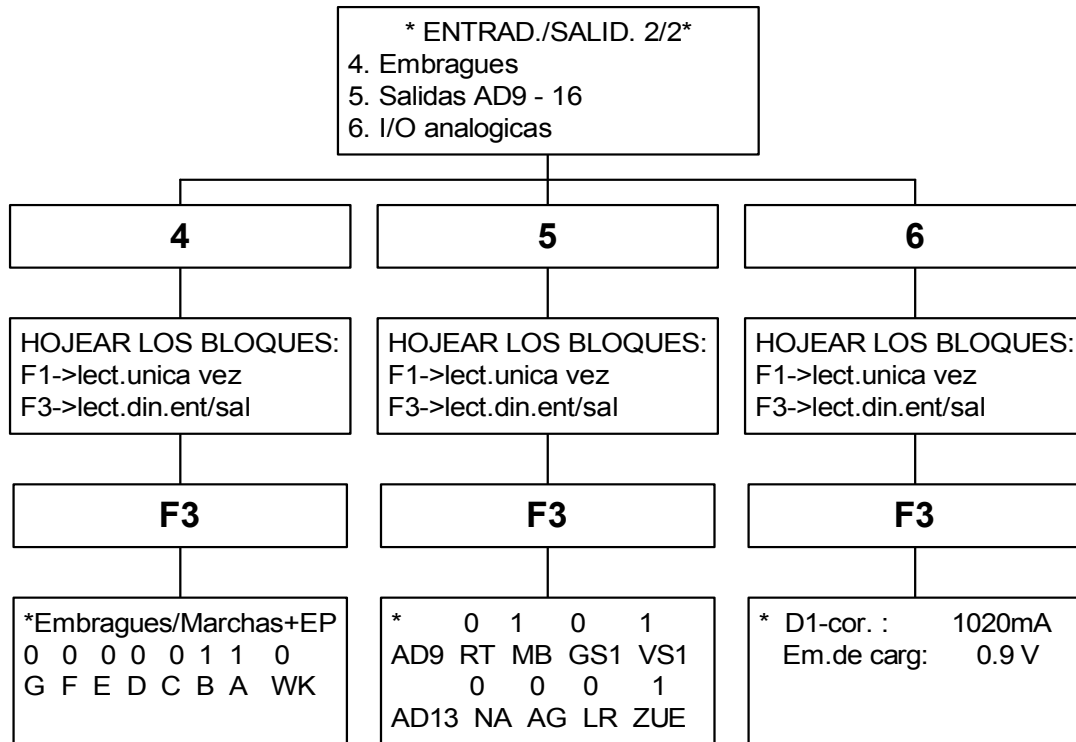 * ENTRAD./SALID. 2/2*
4. Embragues
5. Salidas AD9 - 16
6. I/O analogicas
4
5
6
HOJEAR LOS BLOQUES:
F1->lect.unica vez
F3->lect.din.ent/sal
HOJEAR LOS BLOQUES:
F1->lect.unica vez
F3->lect.din.ent/sal
HOJEAR LOS BLOQUES:
F1->lect.unica vez
F3->lect.din.ent/sal
F3
F3
F3
*Embragues/Marchas+EP
0 0 0 0 0 1 1 0
G F E D C B A WK
* 0 1 0 1
AD9 RT MB GS1 VS1
0 0 0 1
AD13 NA AG LR ZUE
* D1-cor. : 1020mA
Em.de carg: 0.9 V